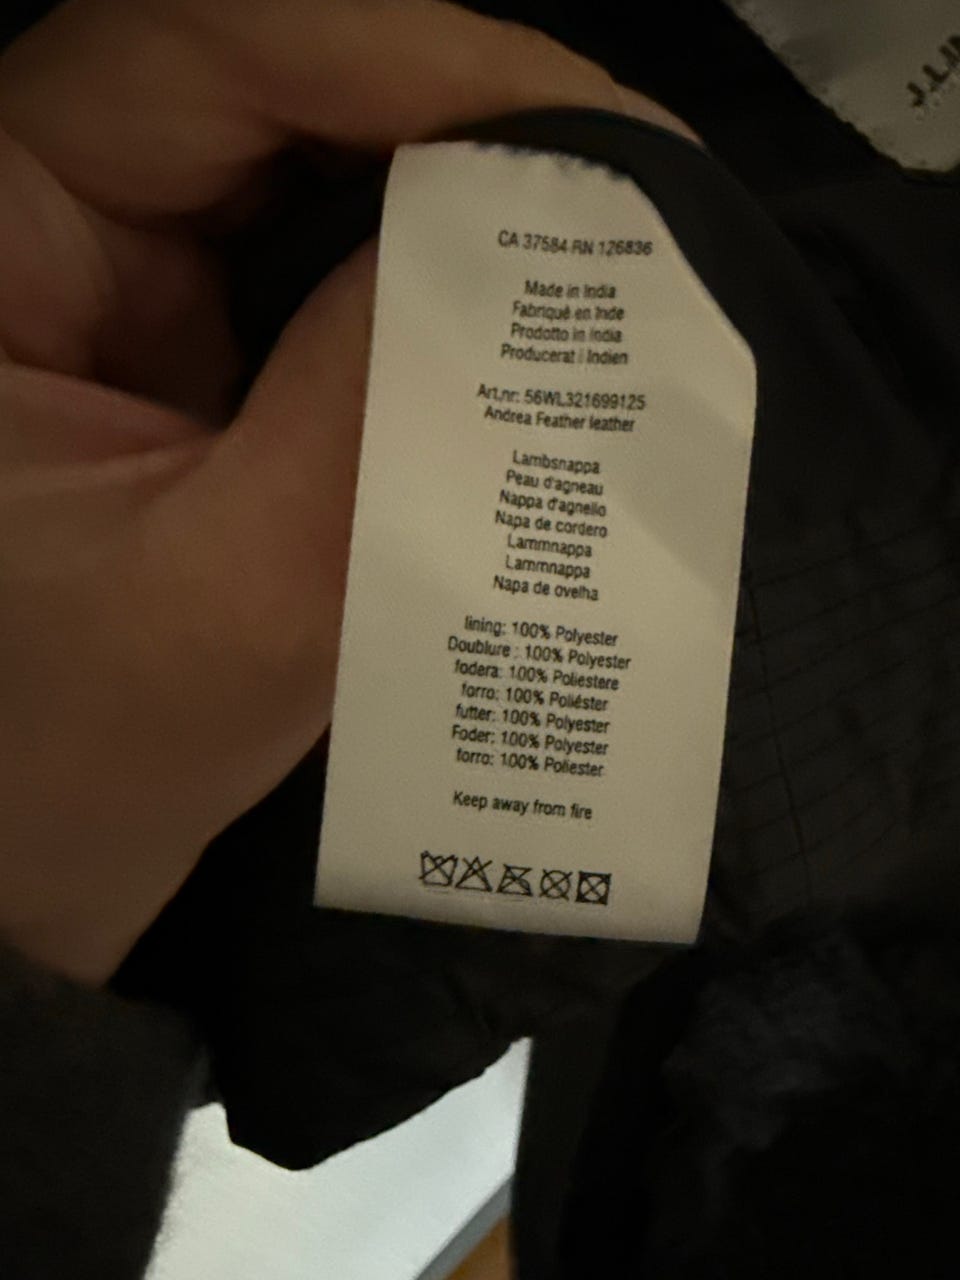 J.LIN
CA 37584 RN 126836
Made in India
Fabriqué en Inde
Prodotto in India
Producerat i Indien
Art.nr: 56WL321699125
Andrea Feather leather
Lambsnappa
Peau d'agneau
Nappa d'agnello
Napa de cordero
Lammnappa
Lammnappa
Napa de ovelha
lining: 100% Polyester
Doublure : 100% Polyester
fodera: 100% Poliestere
forro: 100% Poliéster
futter: 100% Polyester
Foder: 100% Polyester
forro: 100% Poliester
Keep away from fire